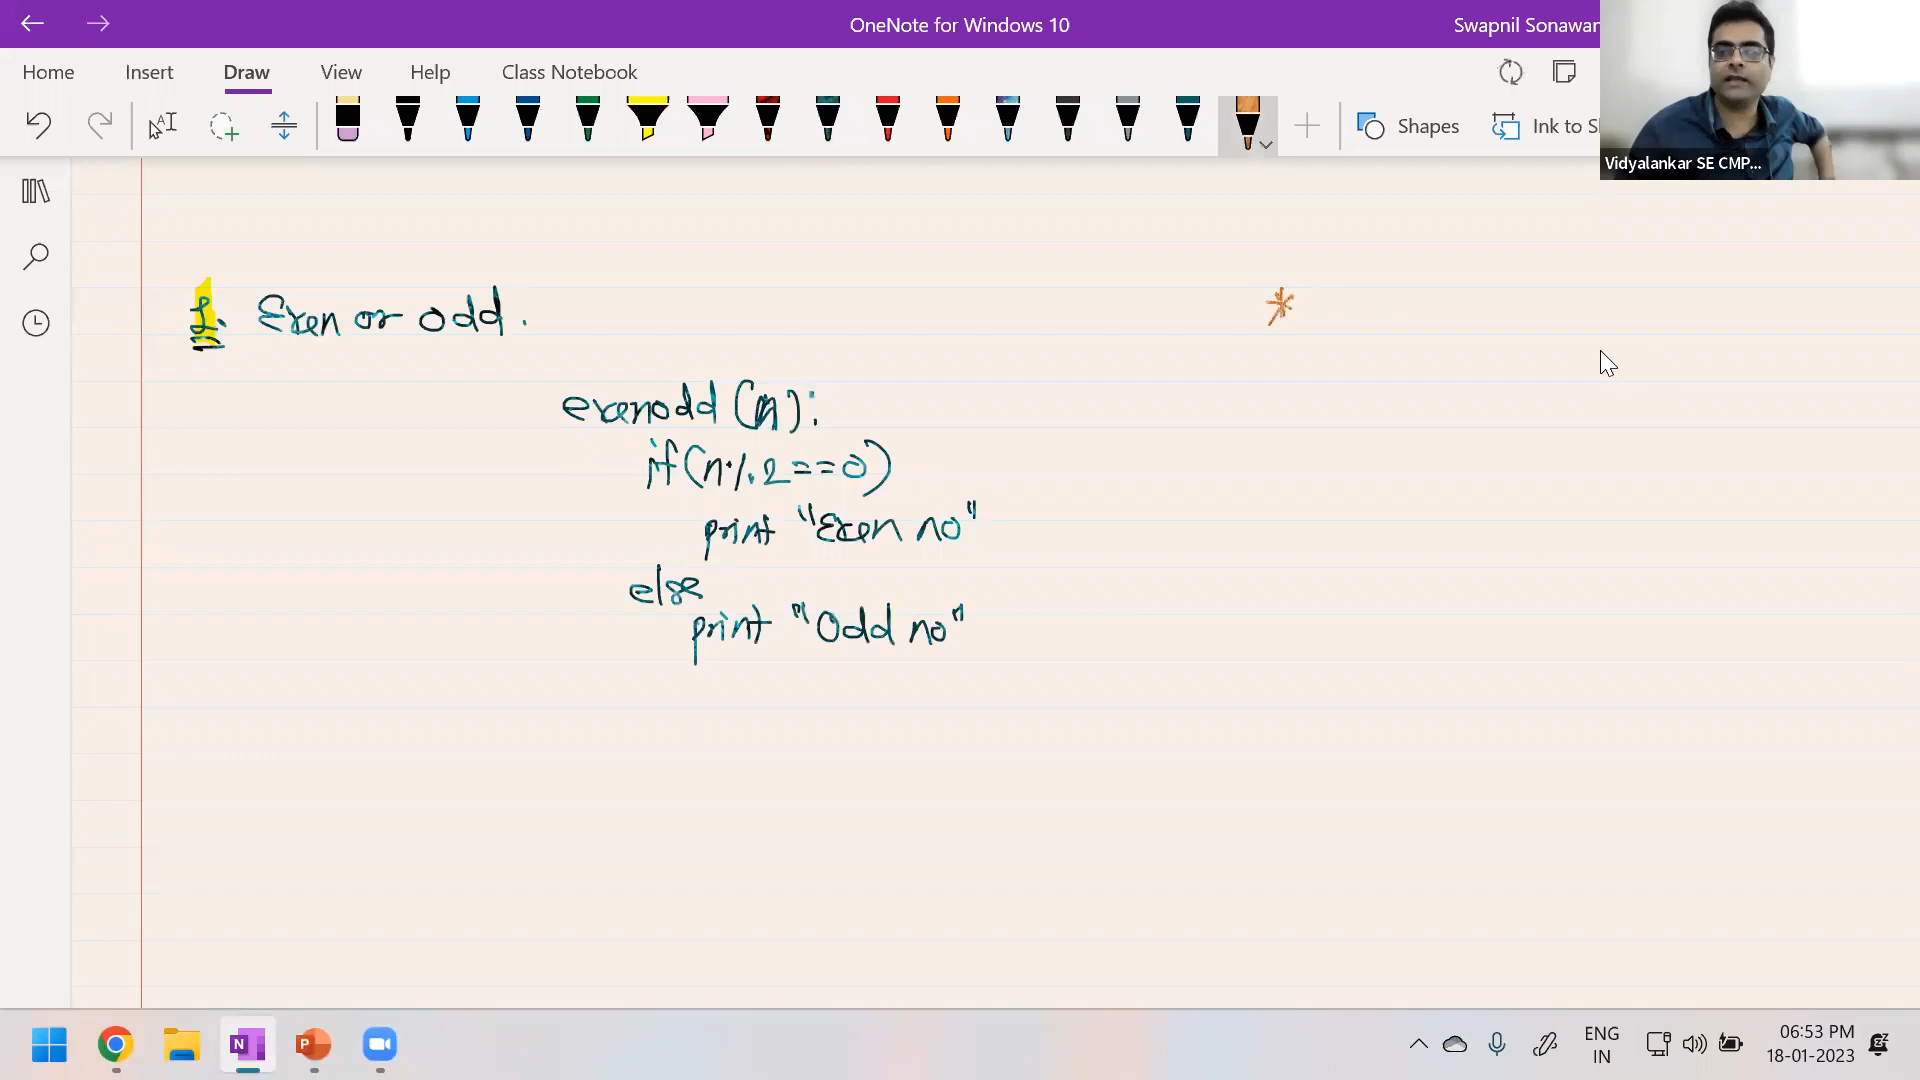 OneNote for Windows 10
Swapnil Sonawan
Home Insert Draw View Help Class Notebook
Shapes
Ink to S
Vidyalankar SE CMP...
1. Even or odd.
*
evenodd (n):
if(n%2==0)
print "Even no"
else
print "Odd no"
ENG
IN
06:53 PM
18-01-2023